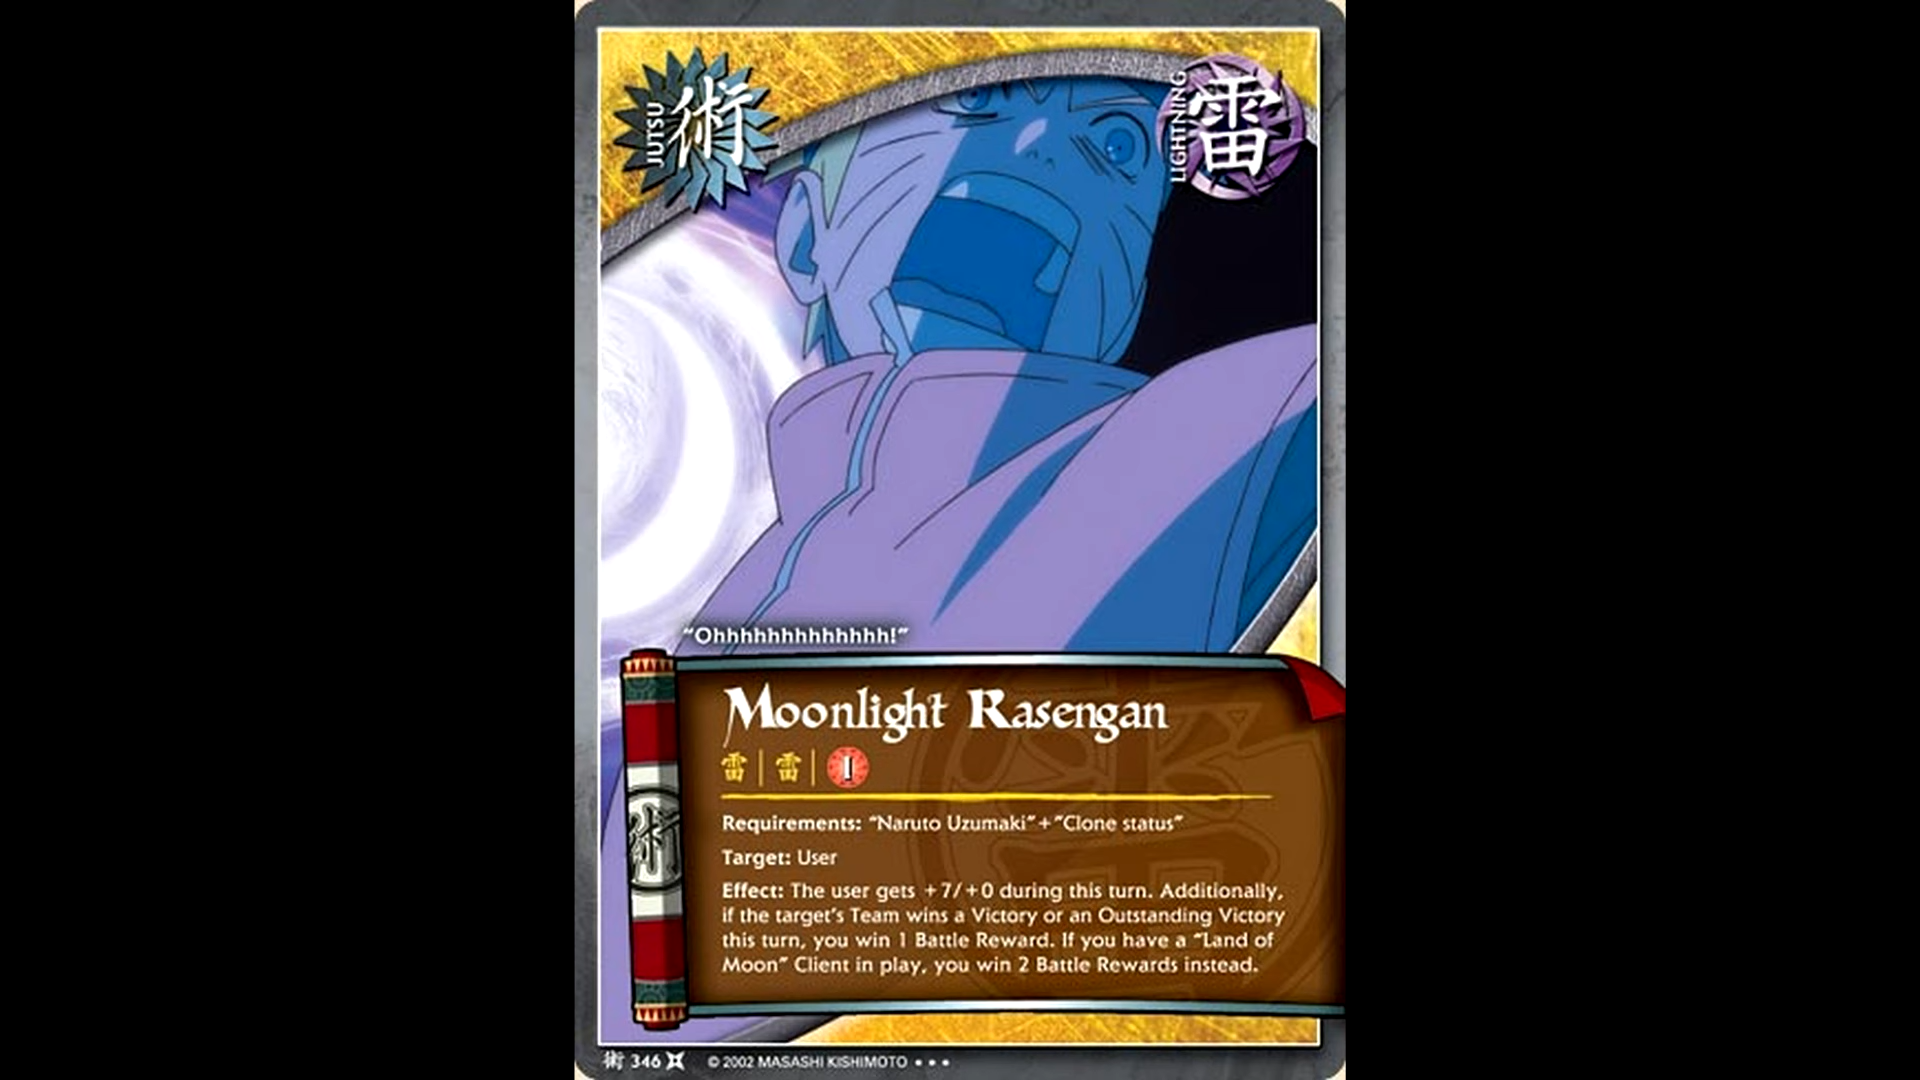 JUTSU 術
LIGHTNING 雷
“Ohhhhhhhhhhhhhh!”
Moonlight Rasengan
雷 | 雷 | 1
Requirements: “Naruto Uzumaki”+“Clone status”
Target: User
Effect: The user gets +7/+0 during this turn. Additionally,
if the target's Team wins a Victory or an Outstanding Victory
this turn, you win 1 Battle Reward. If you have a “Land of
Moon” Client in play, you win 2 Battle Rewards instead.
術
術 346 © 2002 MASASHI KISHIMOTO